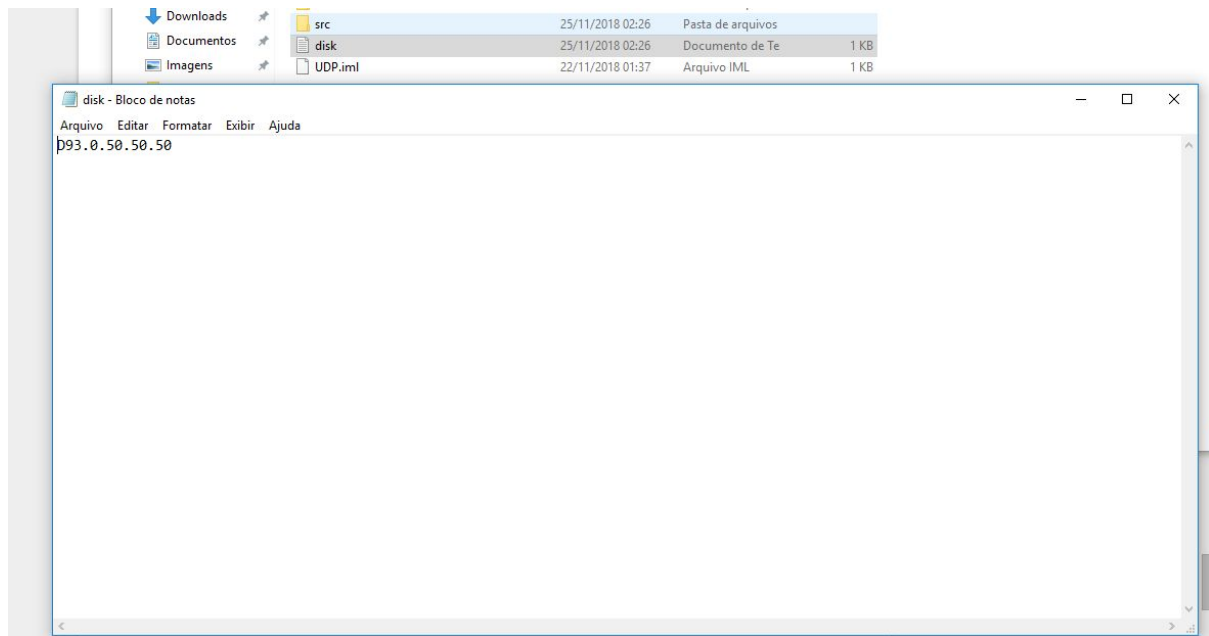 Downloads
src 25/11/2018 02:26 Pasta de arquivos
Documentos
disk 25/11/2018 02:26 Documento de Te 1 KB
Imagens
UDP.iml 22/11/2018 01:37 Arquivo IML 1 KB
disk - Bloco de notas
Arquivo Editar Formatar Exibir Ajuda
D93.0.50.50.50